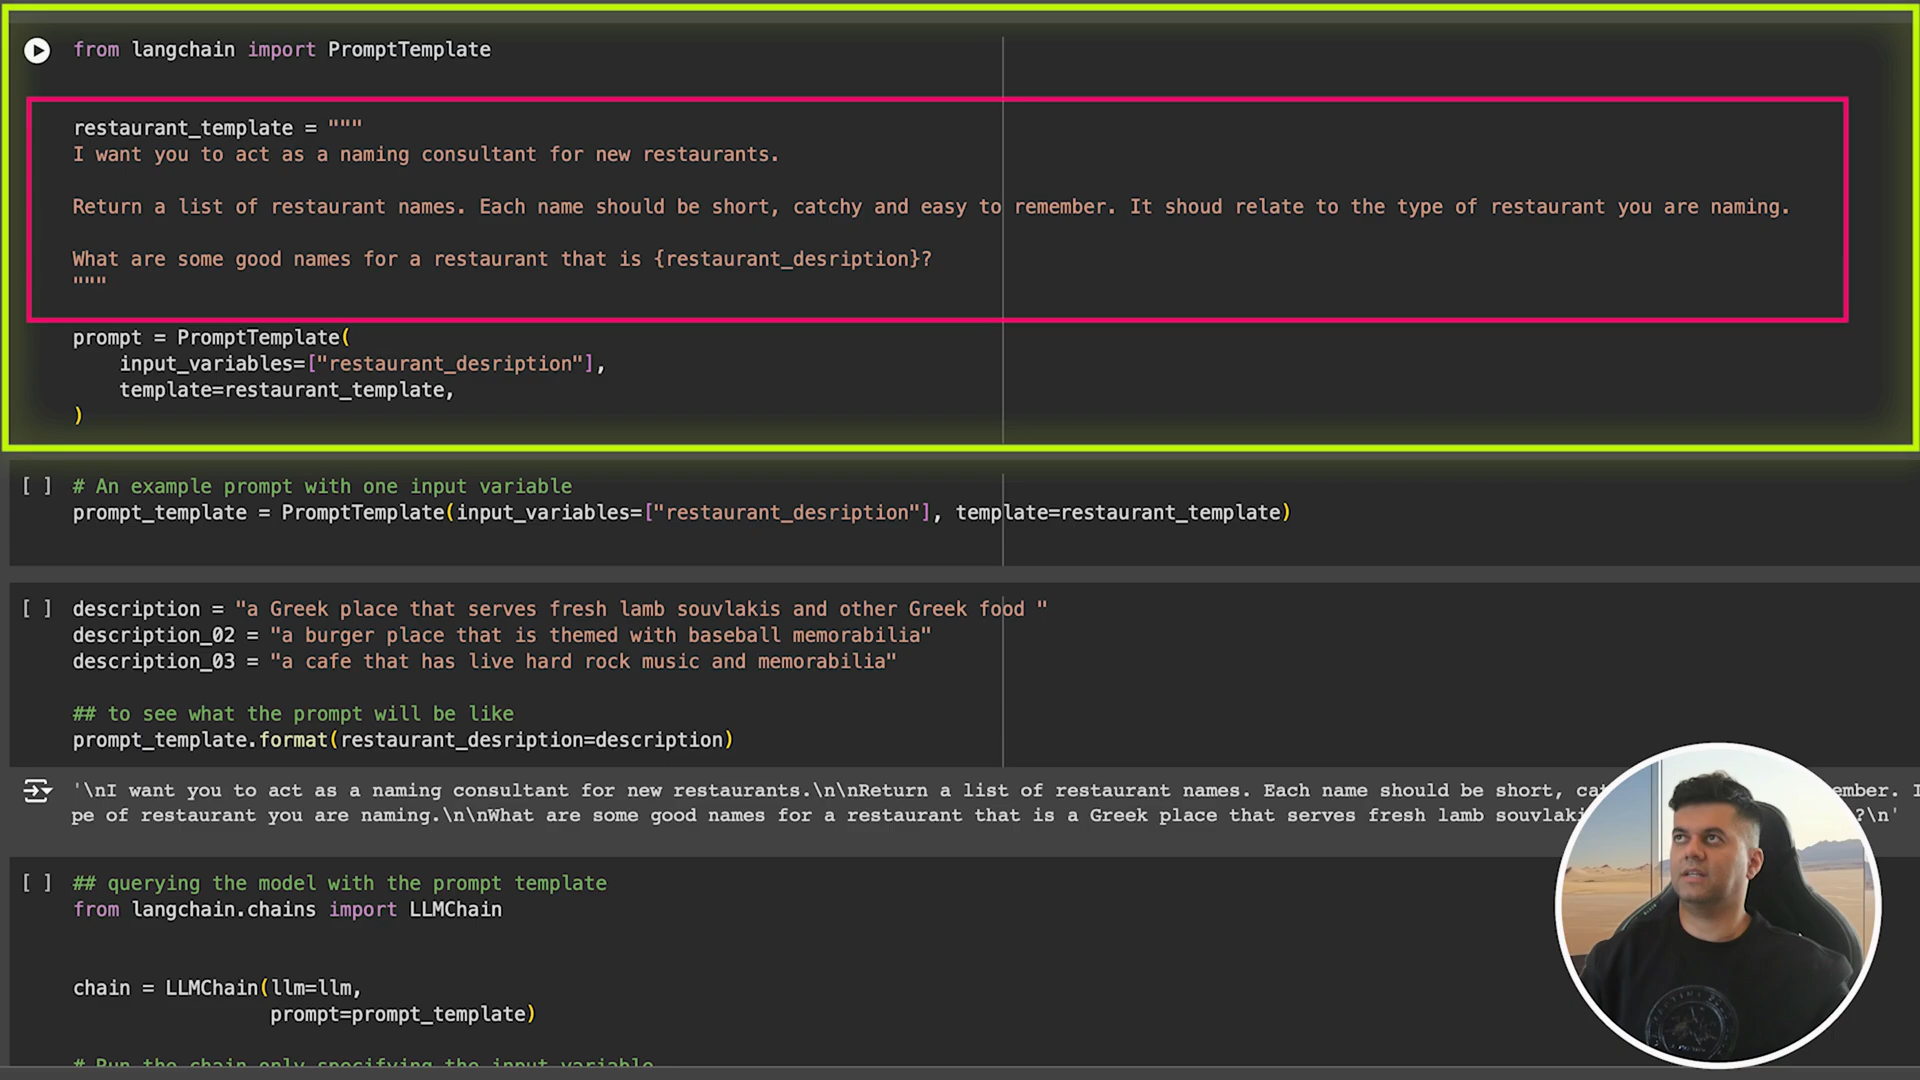 from langchain import PromptTemplate
restaurant_template = """
I want you to act as a naming consultant for new restaurants.
Return a list of restaurant names. Each name should be short, catchy and easy to remember. It shoud relate to the type of restaurant you are naming.
What are some good names for a restaurant that is {restaurant_desription}?
"""
prompt = PromptTemplate(
    input_variables=["restaurant_desription"],
    template=restaurant_template,
)
[ ] # An example prompt with one input variable
prompt_template = PromptTemplate(input_variables=["restaurant_desription"], template=restaurant_template)
[ ] description = "a Greek place that serves fresh lamb souvlakis and other Greek food "
description_02 = "a burger place that is themed with baseball memorabilia"
description_03 = "a cafe that has live hard rock music and memorabilia"
## to see what the prompt will be like
prompt_template.format(restaurant_desription=description)
'\nI want you to act as a naming consultant for new restaurants.\n\nReturn a list of restaurant names. Each name should be short,
pe of restaurant you are naming.\n\nWhat are some good names for a restaurant that is a Greek place that serves fresh lamb ?\n'
[ ] ## querying the model with the prompt template
from langchain.chains import LLMChain
chain = LLMChain(llm=llm,
                 prompt=prompt_template)
# Run the chain only specifying the input variable